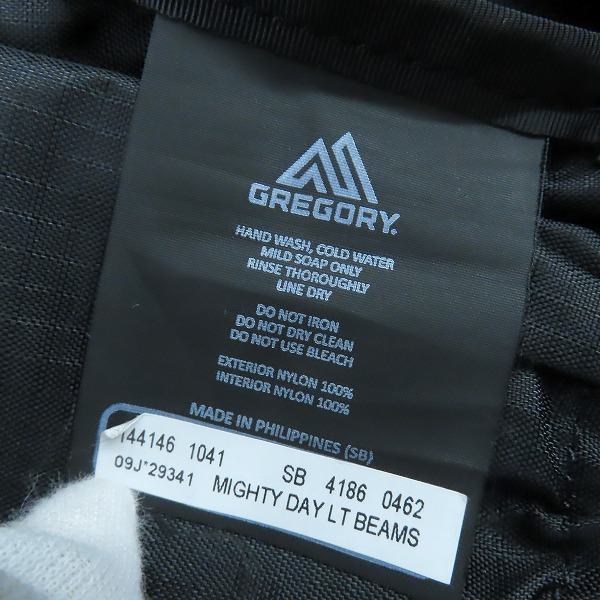 GREGORY.
HAND WASH, COLD WATER
MILD SOAP ONLY
RINSE THOROUGHLY
LINE DRY
DO NOT IRON
DO NOT DRY CLEAN
DO NOT USE BLEACH
EXTERIOR NYLON 100%
INTERIOR NYLON 100%
MADE IN PHILIPPINES (SB)
144146 1041 SB 4186 0462
09J*29341 MIGHTY DAY LT BEAMS